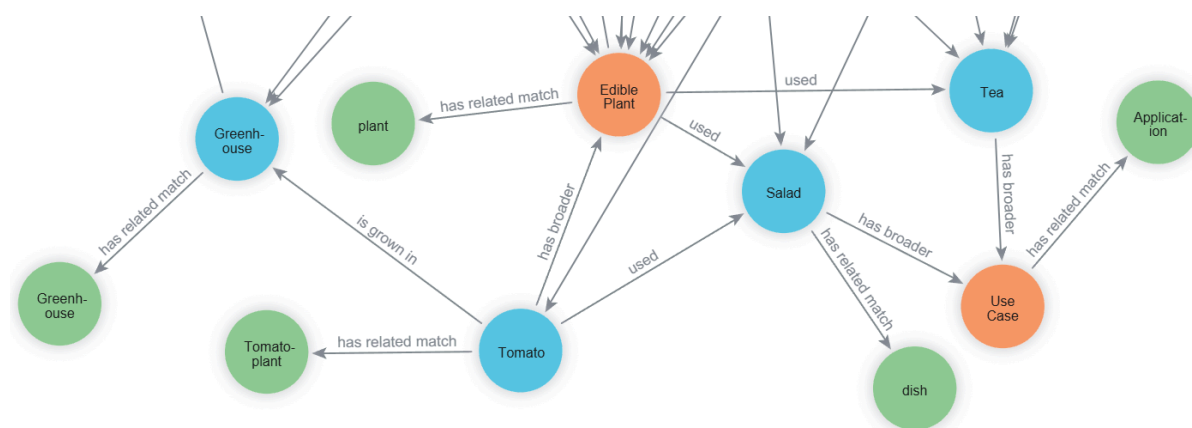 Edible
Plant
used
Tea
has related match
plant
Applicat-
ion
Greenh-
ouse
used
Salad
has related match
has broader
has broader
has related match
is grown in
used
has broader
has related match
Greenh-
ouse
Use
Case
Tomato-
plant
has related match
Tomato
dish